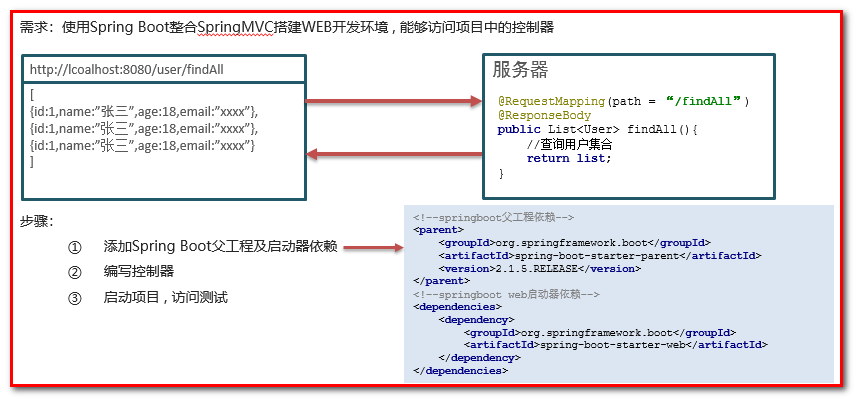 需求：使用Spring Boot整合SpringMVC搭建WEB开发环境，能够访问项目中的控制器
http://lcoalhost:8080/user/findAll
[
{id:1,name:”张三”,age:18,email:”xxxx”},
{id:1,name:”张三”,age:18,email:”xxxx”},
{id:1,name:”张三”,age:18,email:”xxxx”}
]
服务器
@RequestMapping(path = “/findAll”)
@ResponseBody
public List<User> findAll(){
//查询用户集合
return list;
}
步骤：
① 添加Spring Boot父工程及启动器依赖
② 编写控制器
③ 启动项目，访问测试
<!--springboot父工程依赖-->
<parent>
<groupId>org.springframework.boot</groupId>
<artifactId>spring-boot-starter-parent</artifactId>
<version>2.1.5.RELEASE</version>
</parent>
<!--springboot web启动器依赖-->
<dependencies>
<dependency>
<groupId>org.springframework.boot</groupId>
<artifactId>spring-boot-starter-web</artifactId>
</dependency>
</dependencies>